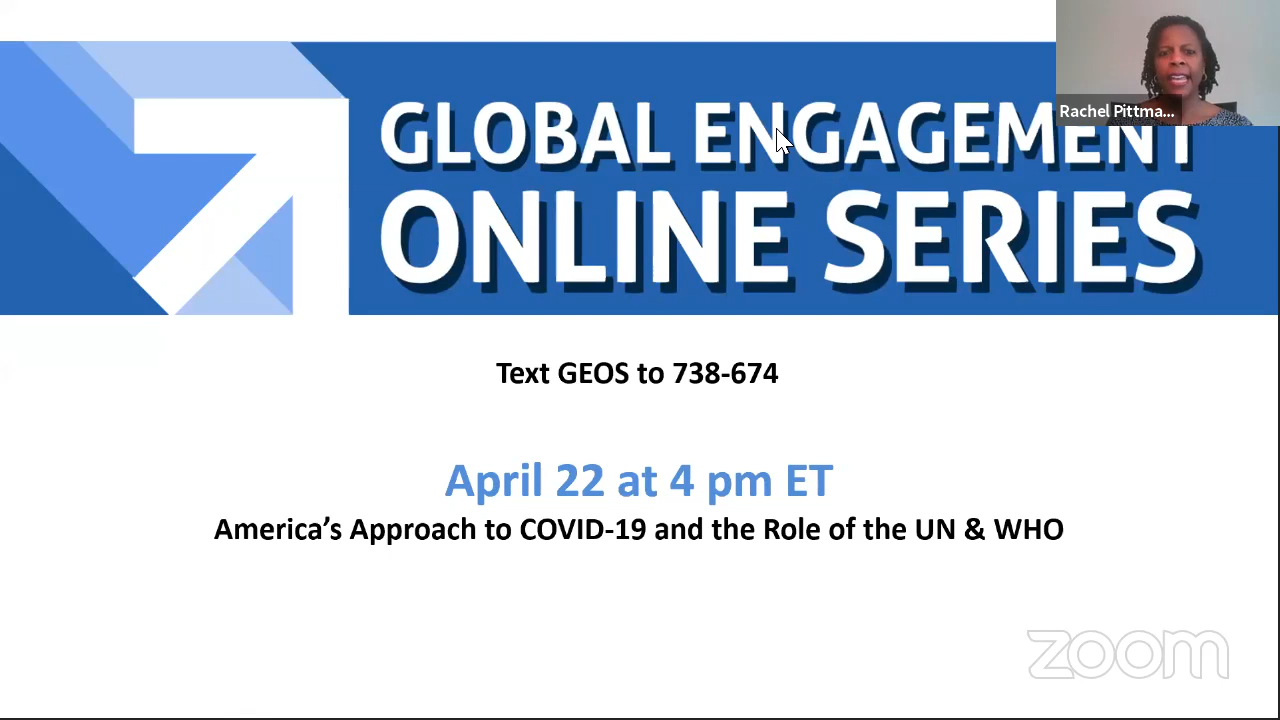 Rachel Pittma...
GLOBAL ENGAGEMENT
ONLINE SERIES
Text GEOS to 738-674
April 22 at 4 pm ET
America's Approach to COVID-19 and the Role of the UN & WHO
zoom